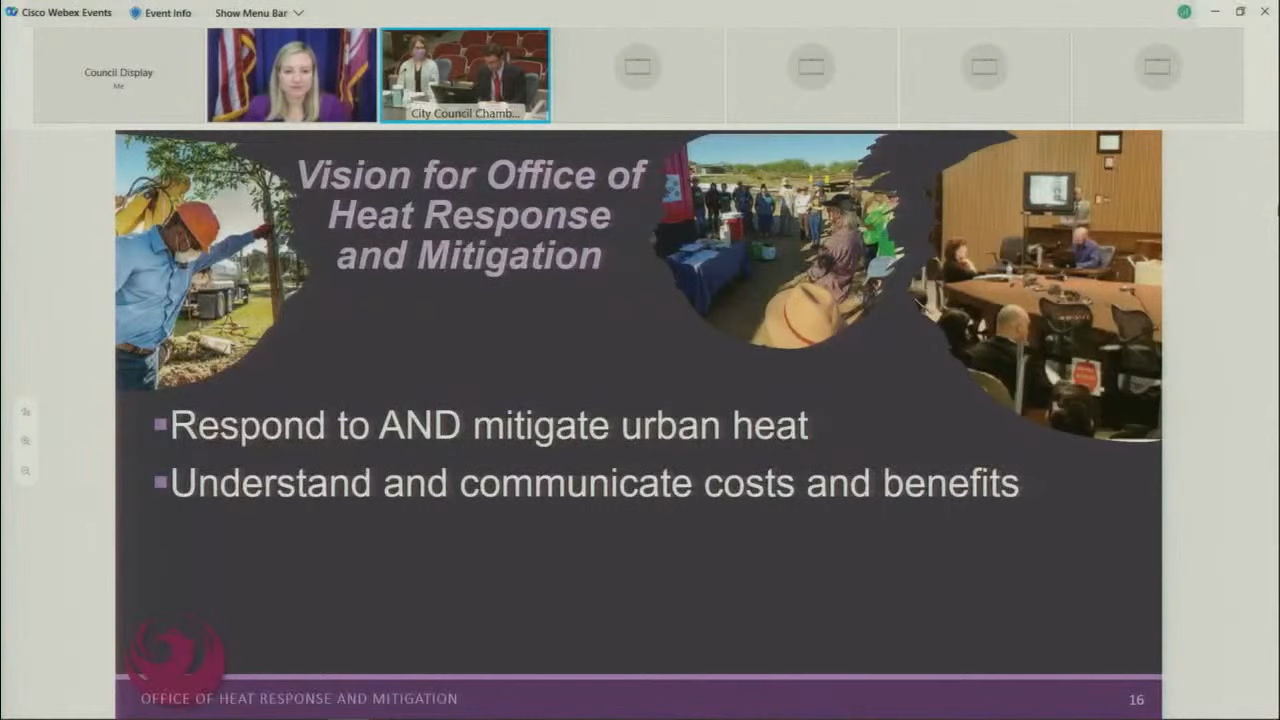 Cisco Webex Events
Event Info
Show Menu Bar
Council Display
Me
City Council Chamb...
Vision for Office of
Heat Response
and Mitigation
▪Respond to AND mitigate urban heat
▪Understand and communicate costs and benefits
OFFICE OF HEAT RESPONSE AND MITIGATION
16